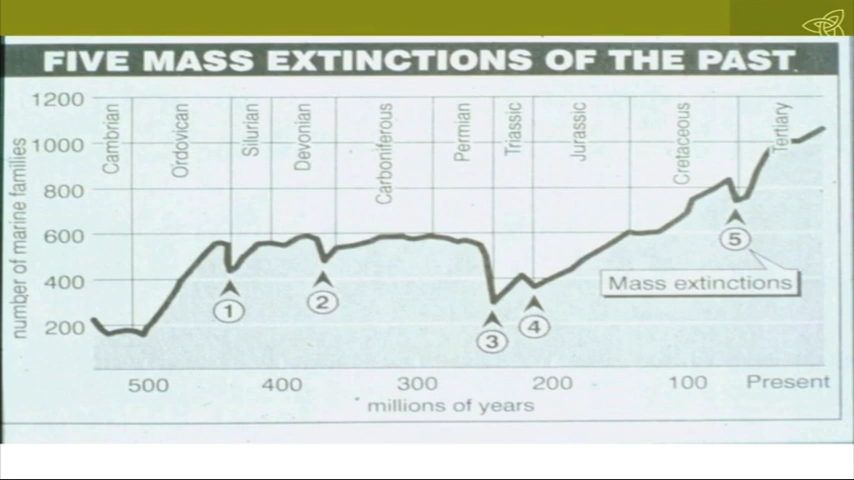 FIVE MASS EXTINCTIONS OF THE PAST
number of marine families
1200
1000
800
600
400
200
Cambrian
Ordovican
Silurian
Devonian
Carboniferous
Permian
Triassic
Jurassic
Cretaceous
Tertiary
1
2
3
4
5
Mass extinctions
500 400 300 200 100 Present
millions of years